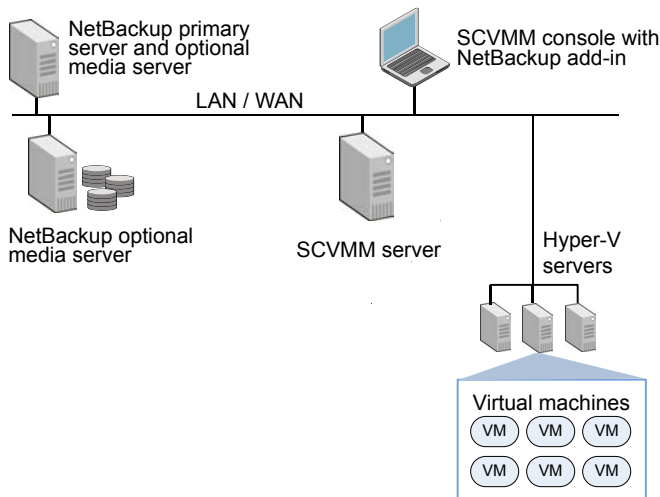 NetBackup primary
server and optional
media server
SCVMM console with
NetBackup add-in
LAN / WAN
NetBackup optional
media server
SCVMM server
Hyper-V
servers
Virtual machines
VM VM VM
VM VM VM